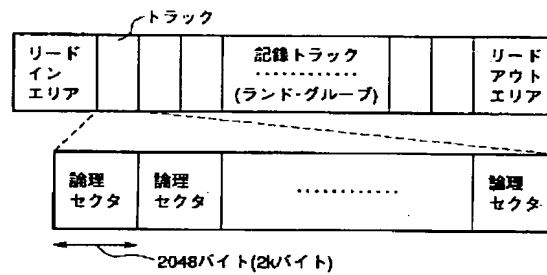 トラック
リード
イン
エリア
記録トラック
············
(ランド-グルーブ)
リード
アウト
エリア
論理
セクタ
論理
セクタ
············
論理
セクタ
2048バイト(2kバイト)